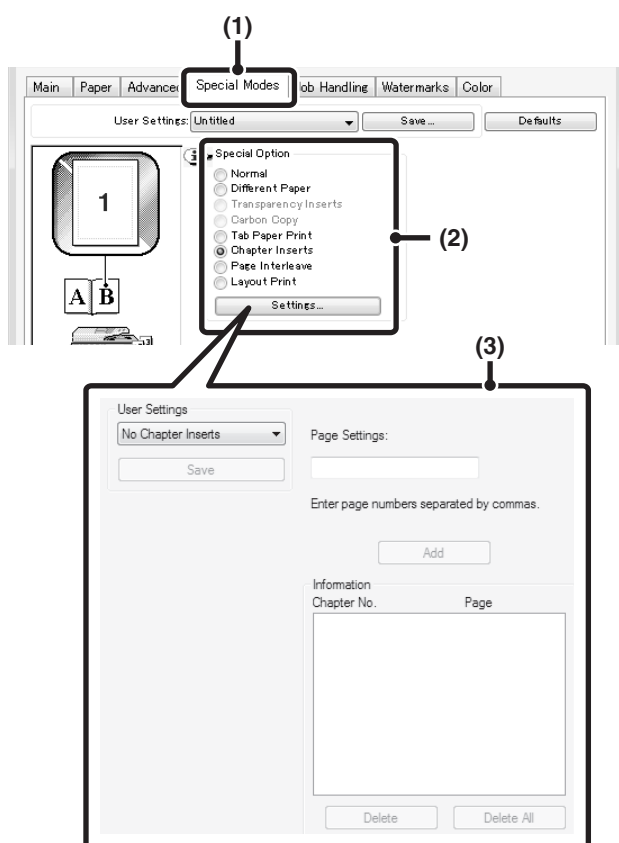 (1)
Main Paper Advanced Special Modes Job Handling Watermarks Color
User Settings: Untitled Save... Defaults
Special Option
Normal
1
Different Paper
Transparency Inserts
Carbon Copy
Tab Paper Print
(2)
Chapter Inserts
Page Interleave
Layout Print
A B
Settings...
(3)
User Settings
No Chapter Inserts
Page Settings:
Save
Enter page numbers separated by commas.
Add
Information
Chapter No. Page
Delete Delete All